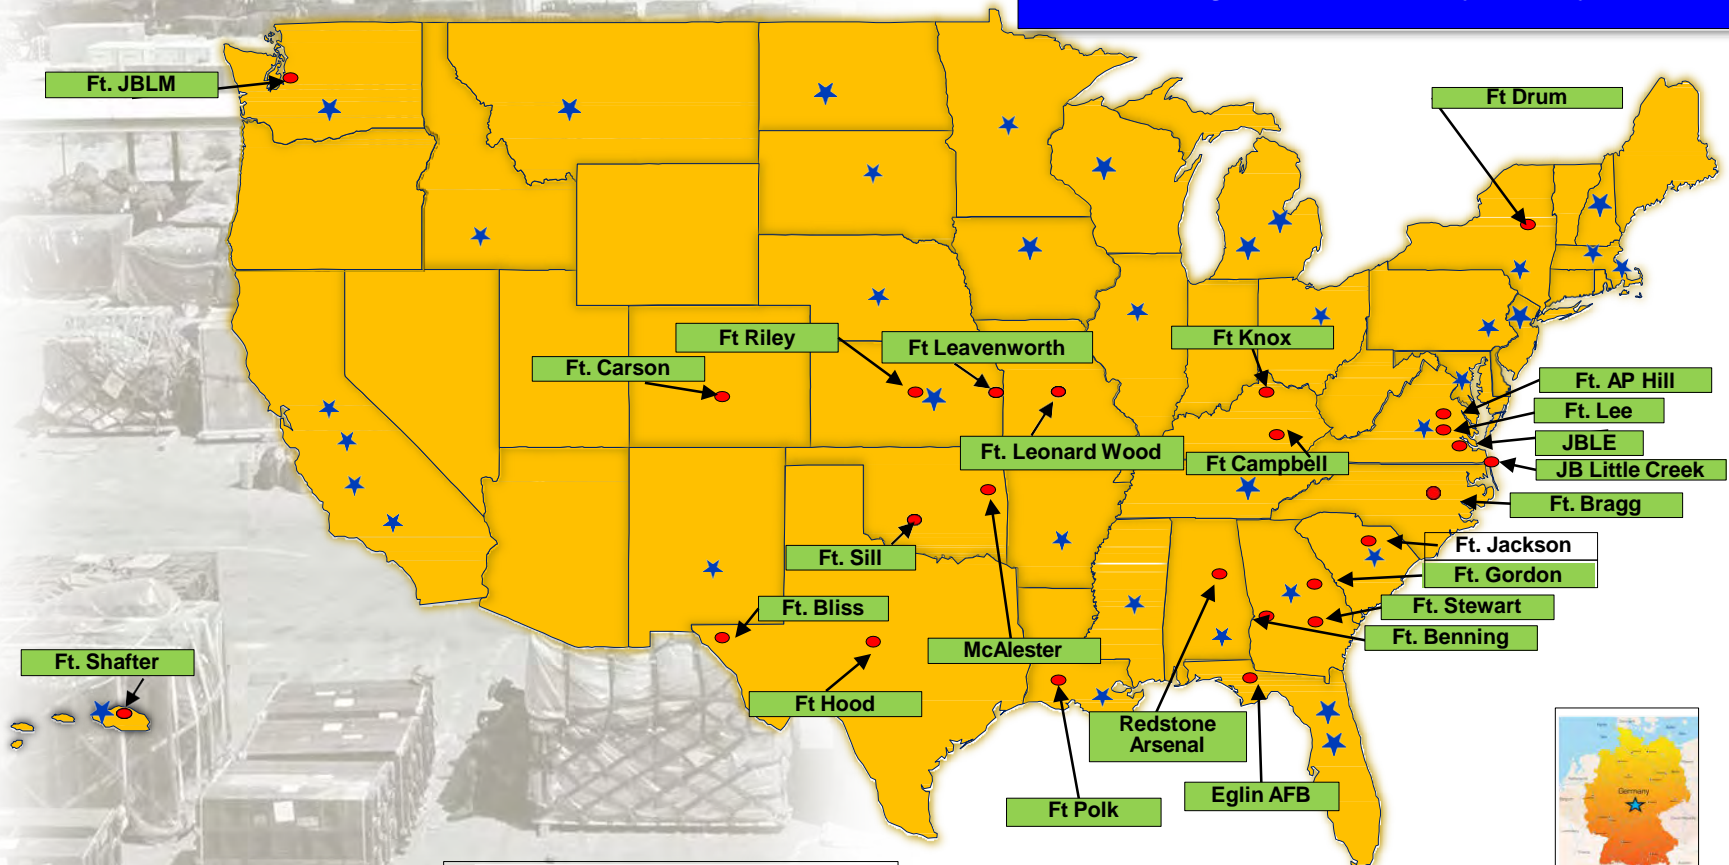 Ft. JBLM
Ft Drum
Ft Riley
Ft Leavenworth
Ft Knox
Ft. Carson
Ft. AP Hill
Ft. Lee
JBLE
JB Little Creek
Ft. Leonard Wood
Ft Campbell
Ft. Bragg
Ft. Sill
Ft. Jackson
Ft. Gordon
Ft. Bliss
Ft. Stewart
Ft. Benning
McAlester
Ft. Shafter
Ft Hood
Redstone
Arsenal
Eglin AFB
Ft Polk
Germany